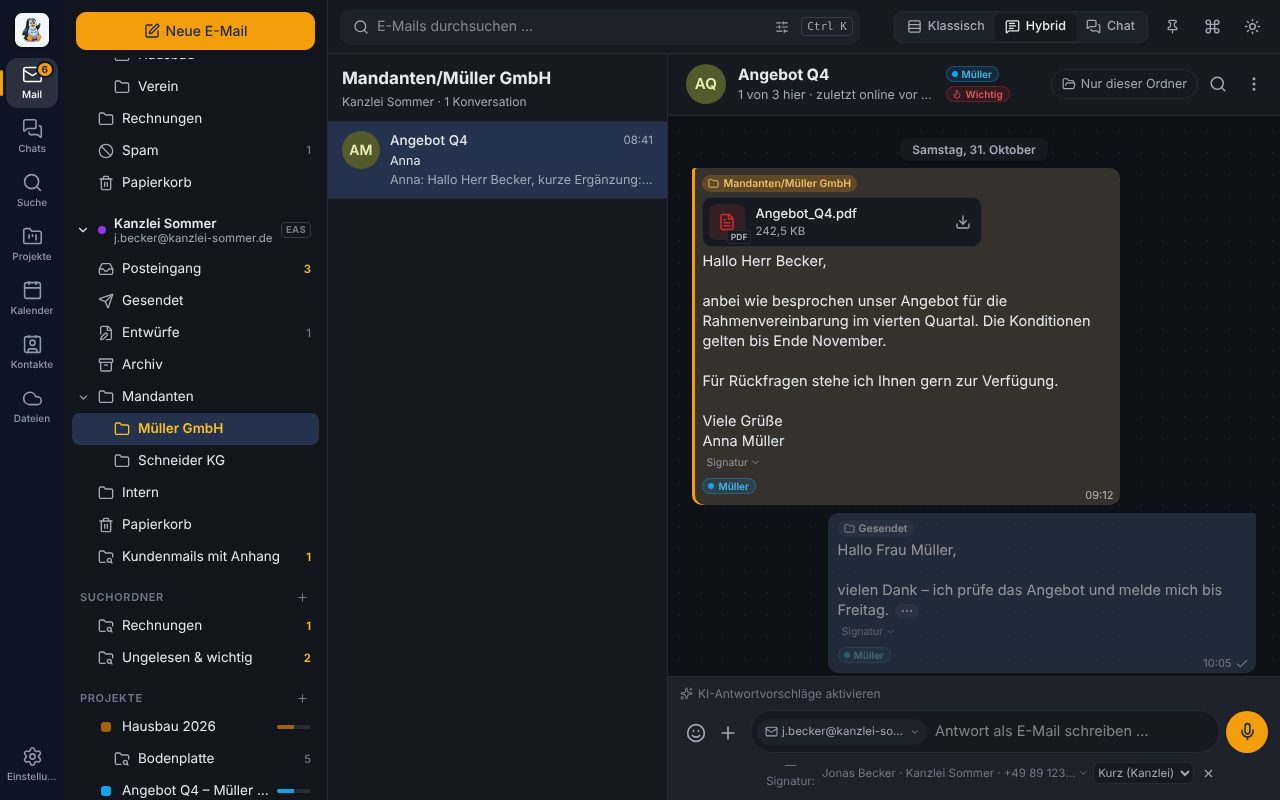 Neue E-Mail
E-Mails durchsuchen ...
Ctrl K
Klassisch
Hybrid
Chat
6
Mail
Chats
Suche
Projekte
Kalender
Kontakte
Dateien
Einstellu...
Verein
Rechnungen
Spam 1
Papierkorb
Kanzlei Sommer
j.becker@kanzlei-sommer.de
EAS
Posteingang 3
Gesendet
Entwürfe 1
Archiv
Mandanten
Müller GmbH
Schneider KG
Intern
Papierkorb
Kundenmails mit Anhang 1
SUCHORDNER
Rechnungen 1
Ungelesen & wichtig 2
PROJEKTE
Hausbau 2026
Bodenplatte 5
Angebot Q4 – Müller ...
Mandanten/Müller GmbH
Kanzlei Sommer · 1 Konversation
AM
Angebot Q4 08:41
Anna
Anna: Hallo Herr Becker, kurze Ergänzung:...
AQ
Angebot Q4
1 von 3 hier · zuletzt online vor ...
Müller
Wichtig
Nur dieser Ordner
Samstag, 31. Oktober
Mandanten/Müller GmbH
Angebot_Q4.pdf
242,5 KB
PDF
Hallo Herr Becker,
anbei wie besprochen unser Angebot für die
Rahmenvereinbarung im vierten Quartal. Die Konditionen
gelten bis Ende November.
Für Rückfragen stehe ich Ihnen gern zur Verfügung.
Viele Grüße
Anna Müller
Signatur
Müller
09:12
Gesendet
Hallo Frau Müller,
vielen Dank – ich prüfe das Angebot und melde mich bis
Freitag. ...
Signatur
Müller
10:05
KI-Antwortvorschläge aktivieren
j.becker@kanzlei-so...
Antwort als E-Mail schreiben ...
Signatur:
Jonas Becker · Kanzlei Sommer · +49 89 123...
Kurz (Kanzlei)